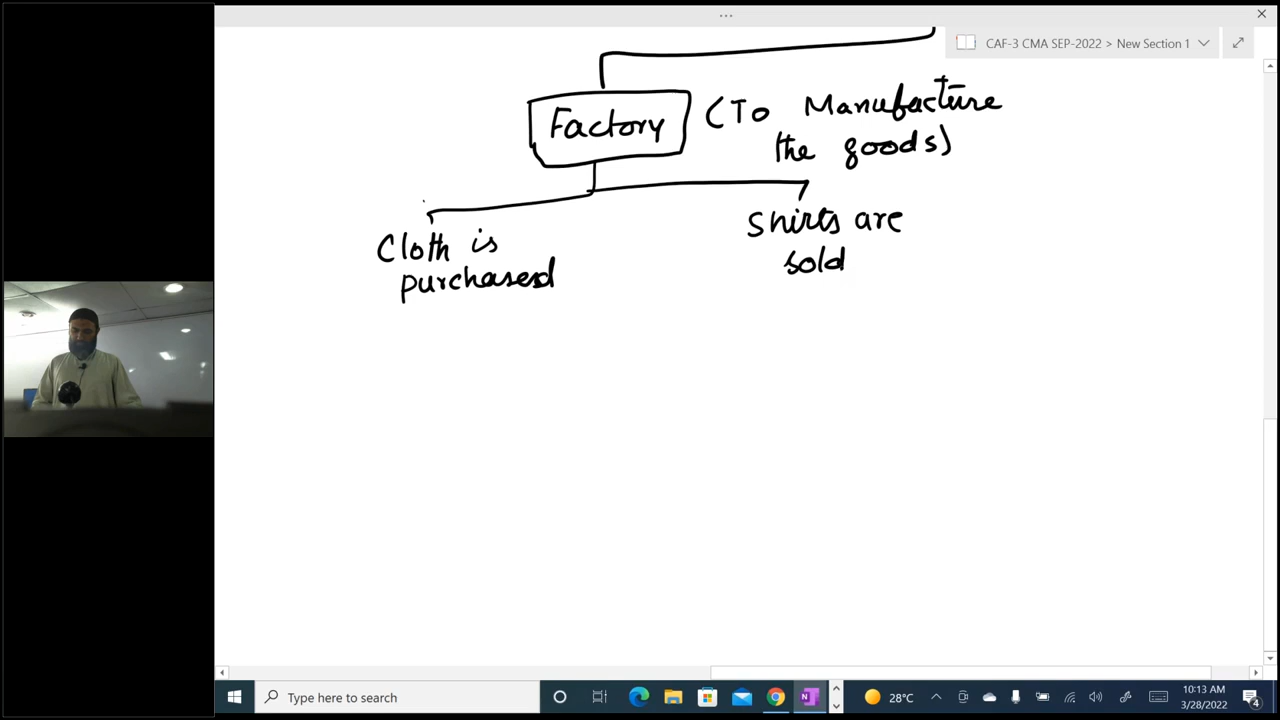 CAF-3 CMA SEP-2022 > New Section 1
Factory
(To Manufacture
the goods)
Cloth is
purchased
Shirts are
sold
Type here to search
28°C
10:13 AM
3/28/2022
4